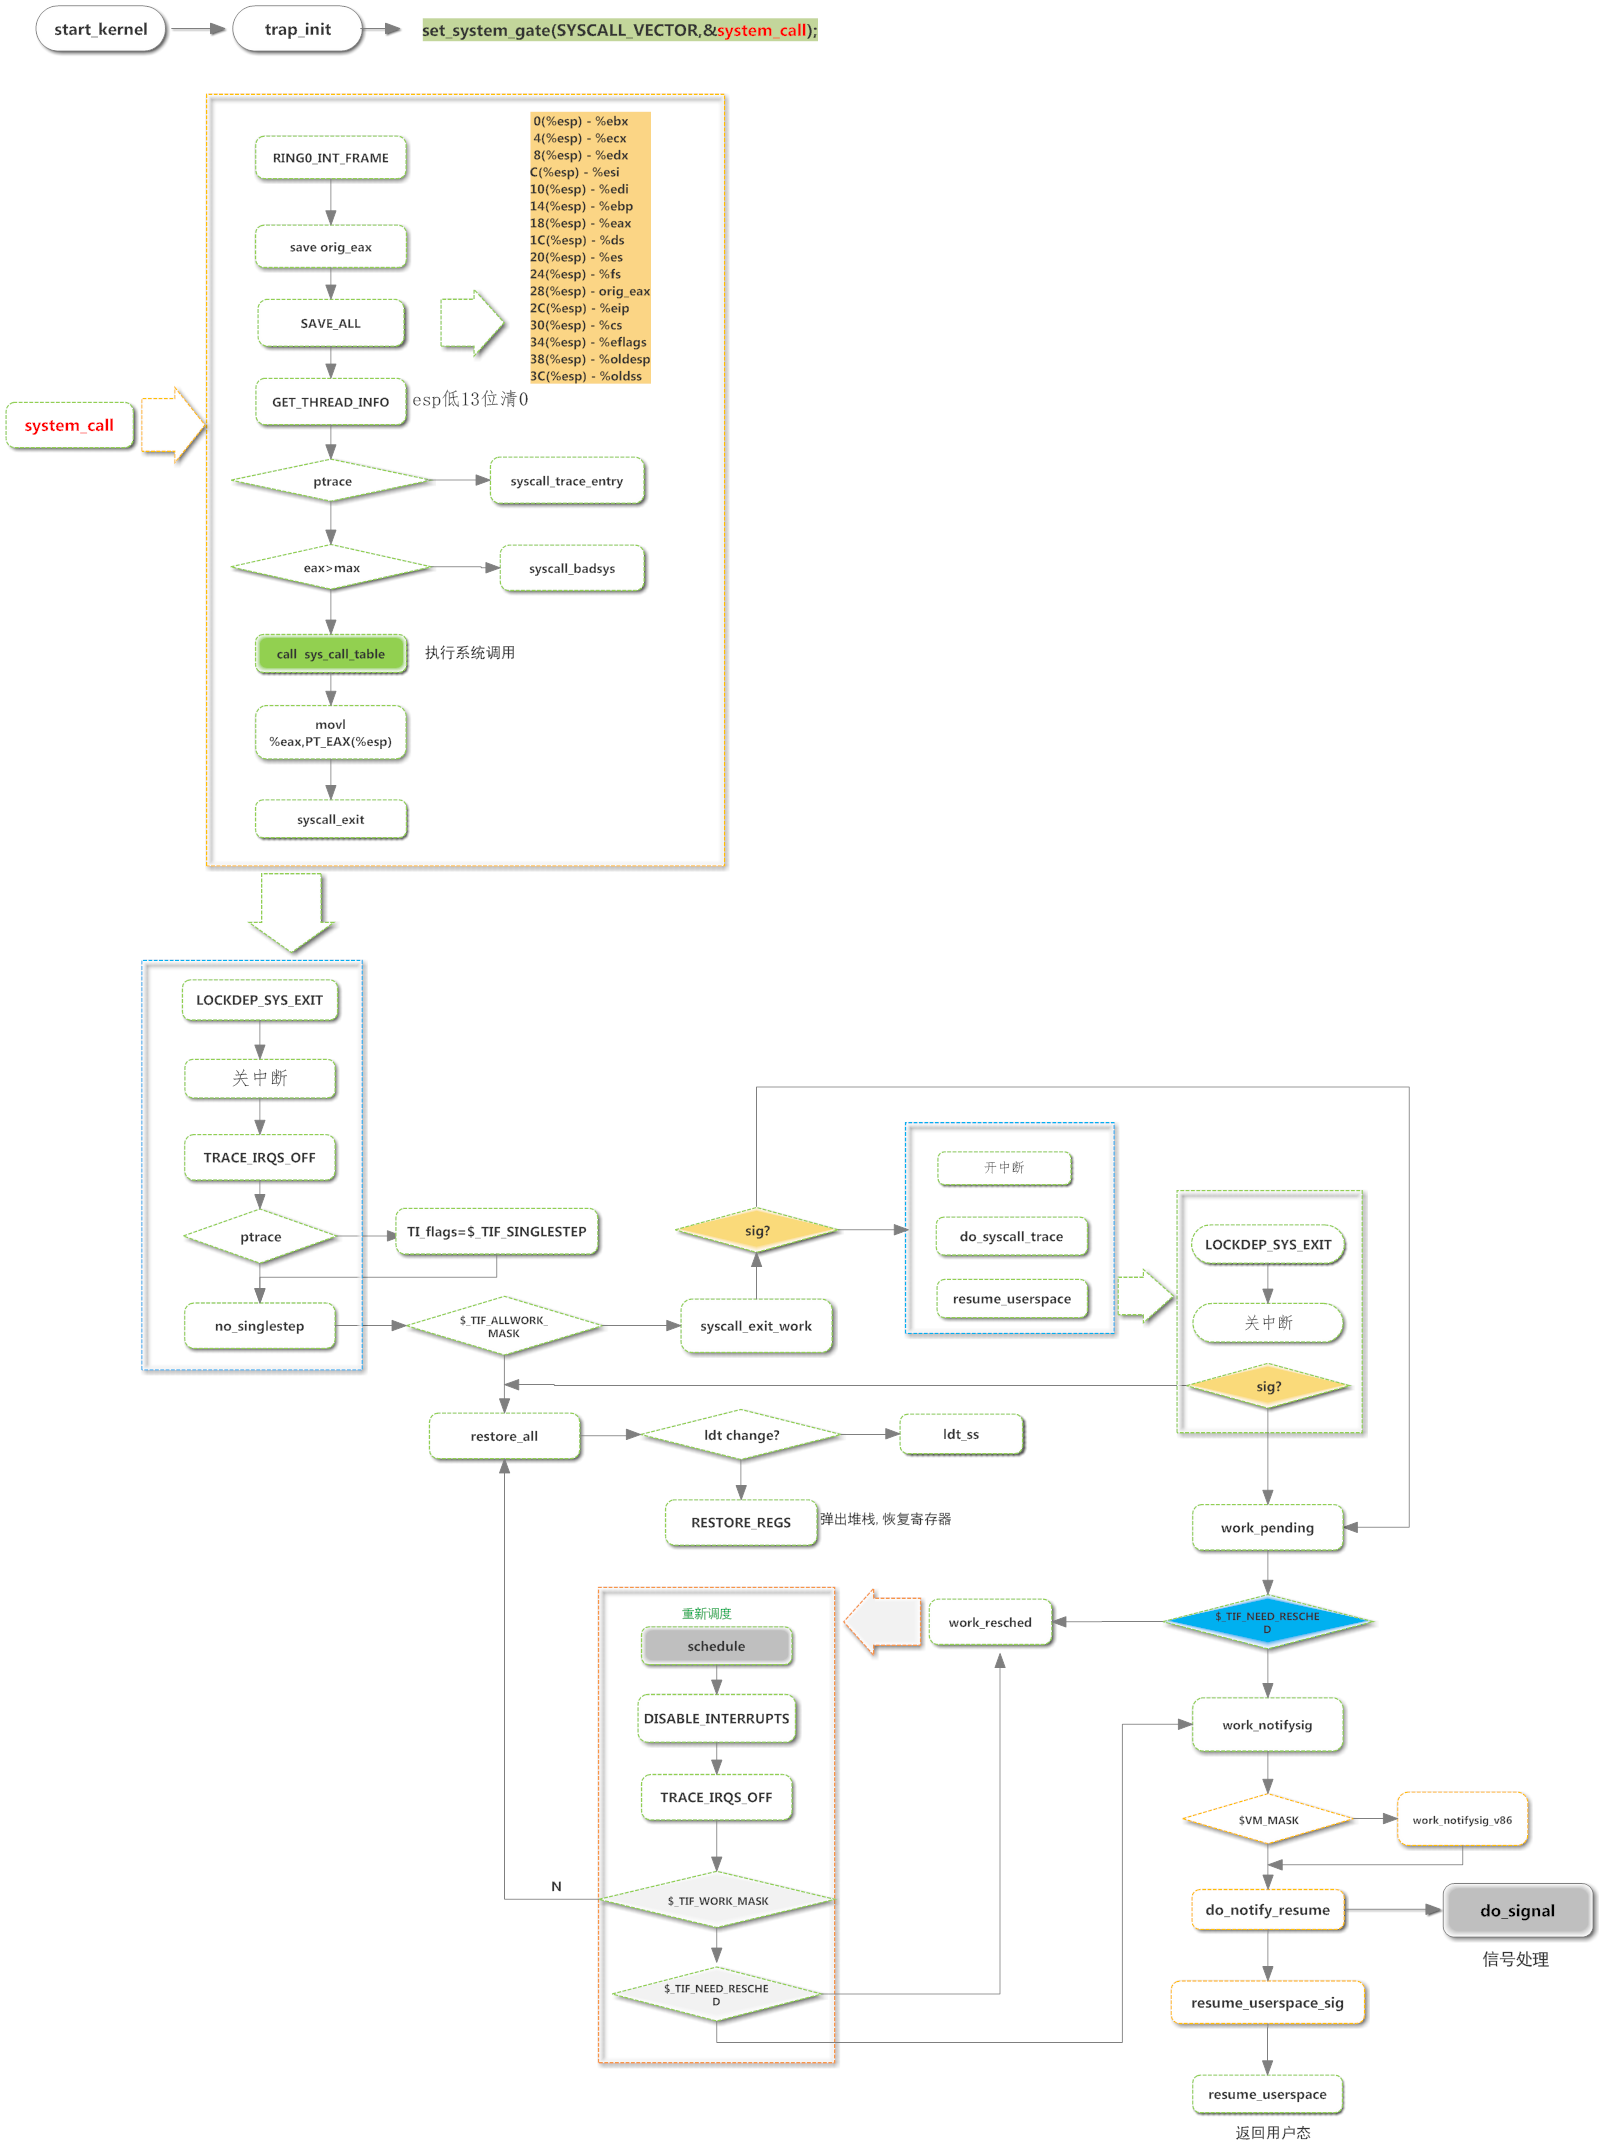 start_kernel
trap_init
set_system_gate(SYSCALL_VECTOR,&system_call);
RING0_INT_FRAME
save orig_eax
SAVE_ALL
0(%esp) - %ebx
4(%esp) - %ecx
8(%esp) - %edx
C(%esp) - %esi
10(%esp) - %edi
14(%esp) - %ebp
18(%esp) - %eax
1C(%esp) - %ds
20(%esp) - %es
24(%esp) - %fs
28(%esp) - orig_eax
2C(%esp) - %eip
30(%esp) - %cs
34(%esp) - %eflags
38(%esp) - %oldesp
3C(%esp) - %oldss
GET_THREAD_INFO
esp低13位清0
system_call
ptrace
syscall_trace_entry
eax>max
syscall_badsys
call  sys_call_table
执行系统调用
movl
%eax,PT_EAX(%esp)
syscall_exit
LOCKDEP_SYS_EXIT
关中断
TRACE_IRQS_OFF
ptrace
TI_flags=$_TIF_SINGLESTEP
no_singlestep
$_TIF_ALLWORK_
MASK
syscall_exit_work
sig?
开中断
do_syscall_trace
resume_userspace
LOCKDEP_SYS_EXIT
关中断
sig?
restore_all
ldt change?
ldt_ss
RESTORE_REGS
弹出堆栈, 恢复寄存器
work_pending
$_TIF_NEED_RESCHE
D
work_resched
重新调度
schedule
DISABLE_INTERRUPTS
TRACE_IRQS_OFF
N
$_TIF_WORK_MASK
$_TIF_NEED_RESCHE
D
work_notifysig
$VM_MASK
work_notifysig_v86
do_notify_resume
do_signal
信号处理
resume_userspace_sig
resume_userspace
返回用户态